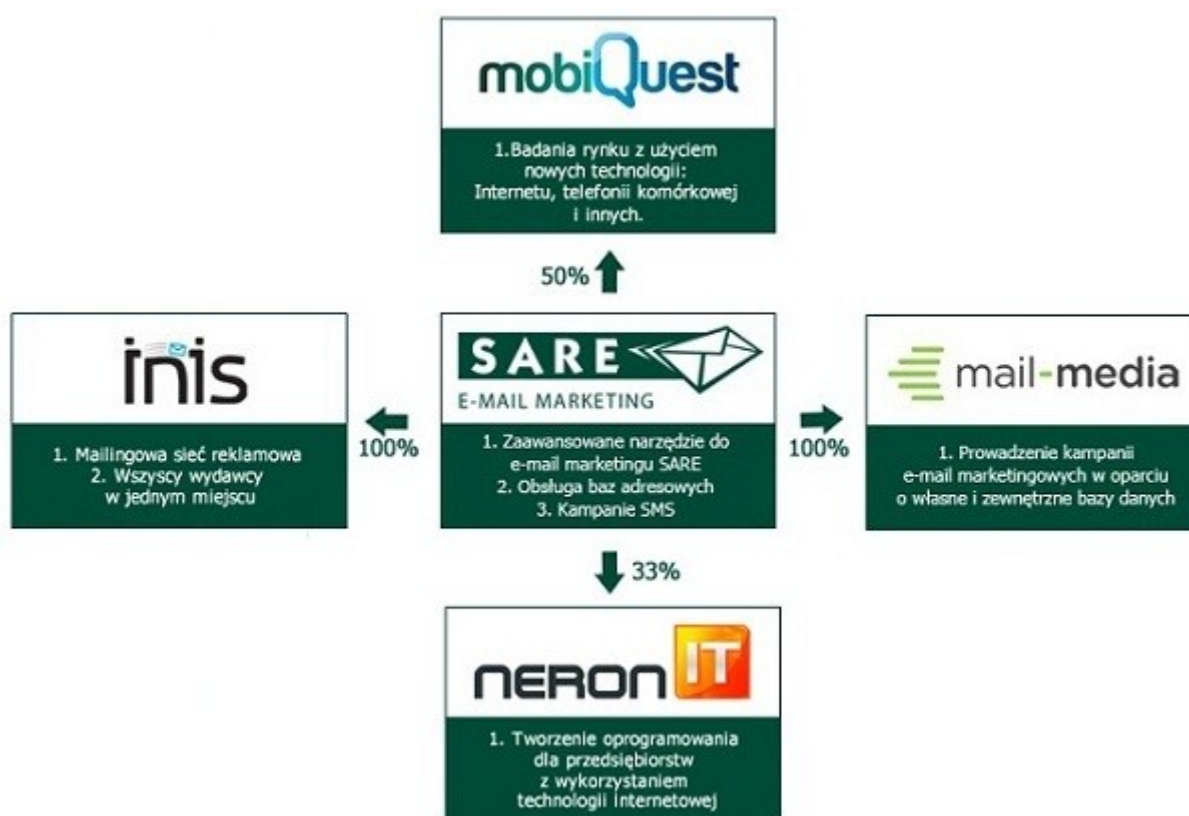 mobiQuest
1.Badania rynku z użyciem
nowych technologii:
Internetu, telefonii komórkowej
i innych.
50%
inis
1. Mailingowa sieć reklamowa
2. Wszyscy wydawcy
w jednym miejscu
100%
SARE
E-MAIL MARKETING
1. Zaawansowane narzędzie do
e-mail marketingu SARE
2. Obsługa baz adresowych
3. Kampanie SMS
100%
mail-media
1. Prowadzenie kampanii
e-mail marketingowych w oparciu
o własne i zewnętrzne bazy danych
33%
NERON IT
1. Tworzenie oprogramowania
dla przedsiębiorstw
z wykorzystaniem
technologii internetowej